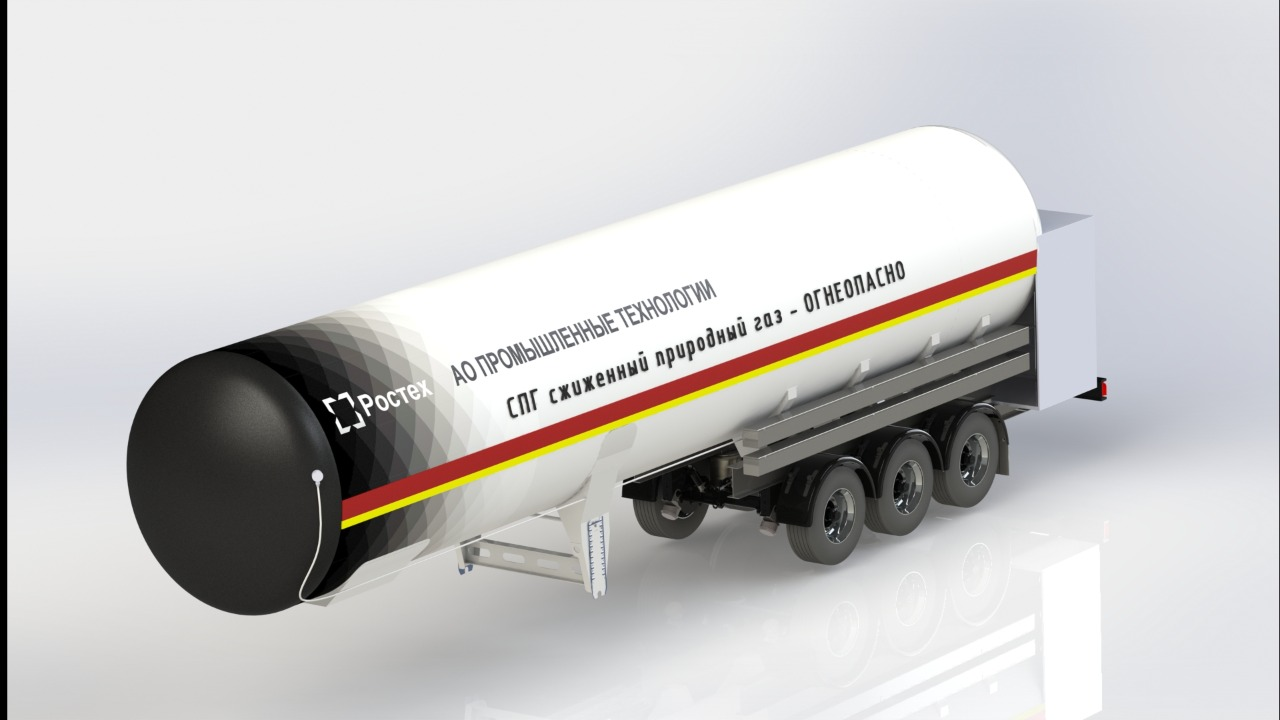 Ростех
АО ПРОМЫШЛЕННЫЕ ТЕХНОЛОГИИ
СПГ сжиженный природный газ - ОГНЕОПАСНО